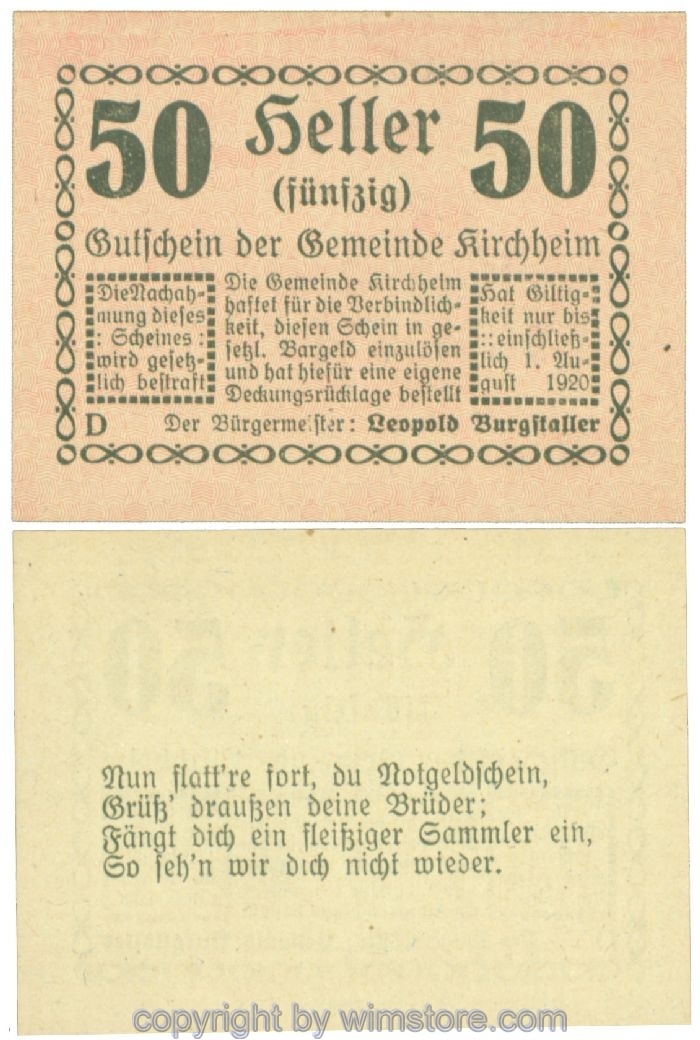 50 Heller 50
(fünfzig)
Gutschein der Gemeinde Kirchheim
Die Nachah-
mung dieses
: Scheines :
wird gesetz-
lich bestraft
Die Gemeinde Kirchheim
haftet für die Verbindlich-
keit, diesen Schein in ge-
setzl. Bargeld einzulösen
und hat hiefür eine eigene
Deckungsrücklage bestellt
Hat Giltig-
keit nur bis
:: einschließ-
lich 1. Au-
gust 1920
D Der Bürgermeister: Leopold Burgstaller
Nun flatt're fort, du Notgeldschein,
Grüß' draußen deine Brüder;
Fängt dich ein fleißiger Sammler ein,
So seh'n wir dich nicht wieder.
copyright by wimstore.com